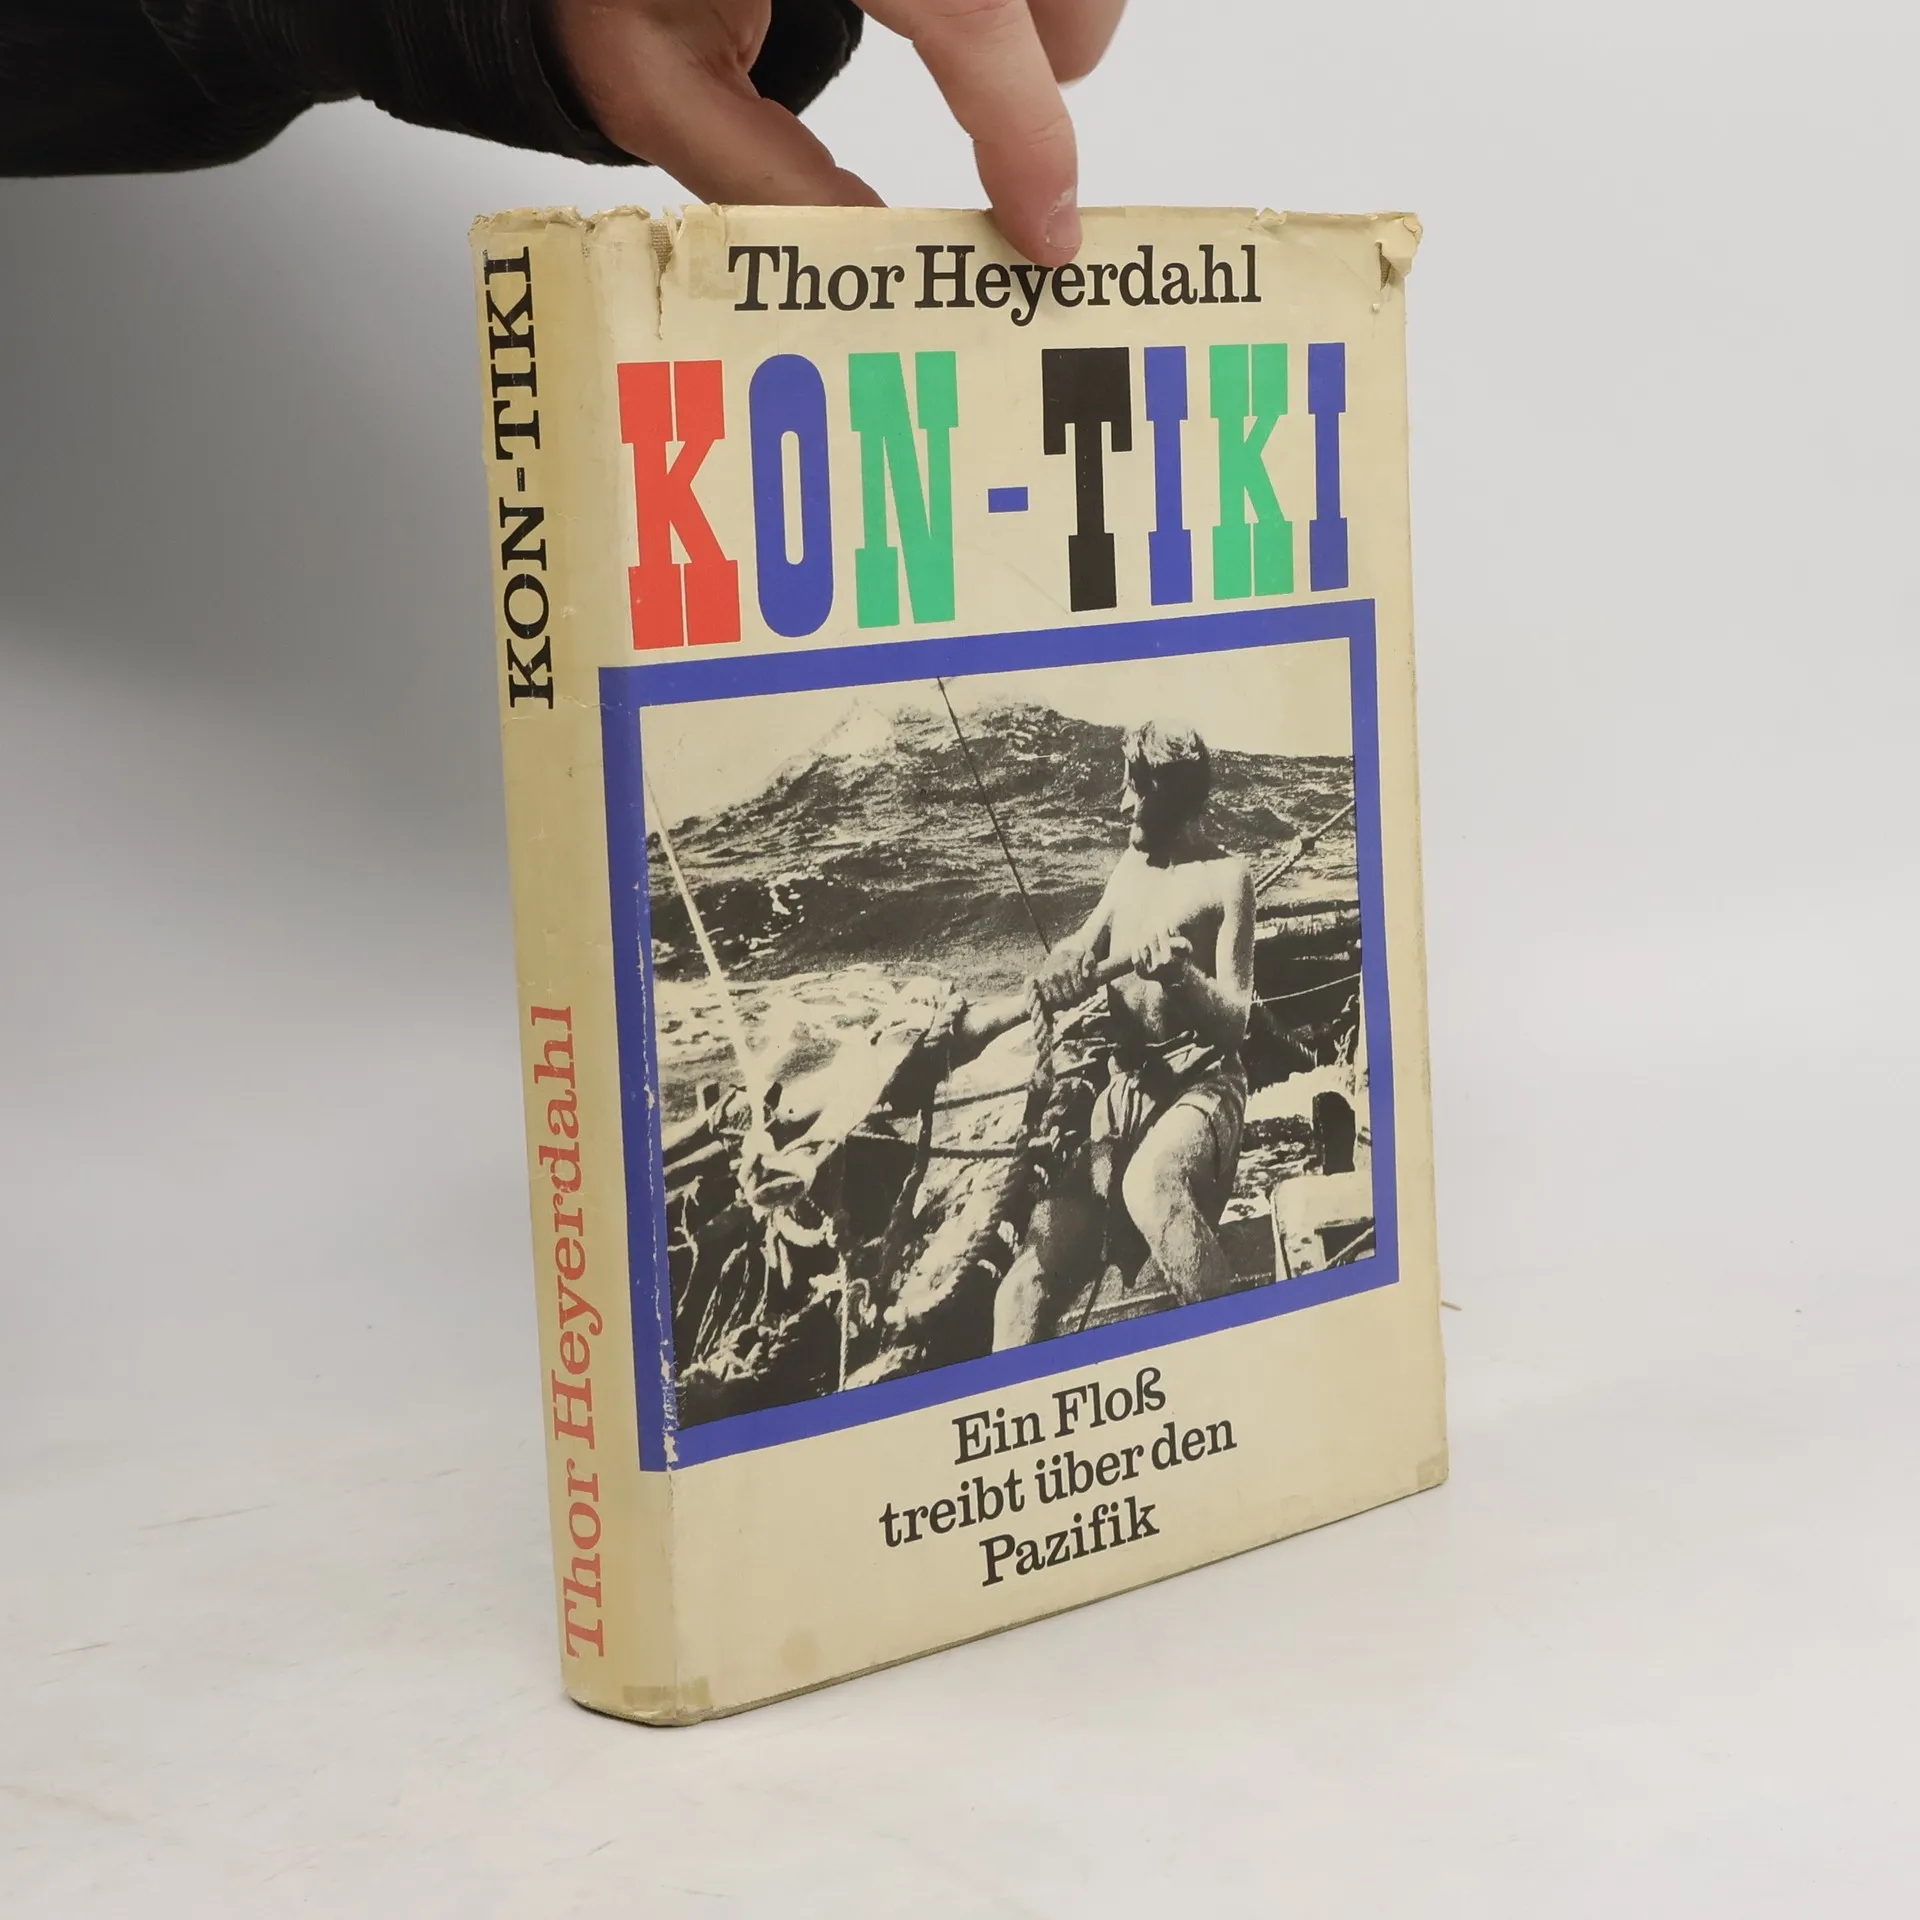 KON-TIKI
Thor Heyerdahl
Thor Heyerdahl
KON-TIKI
Ein Floß
treibt über den
Pazifik